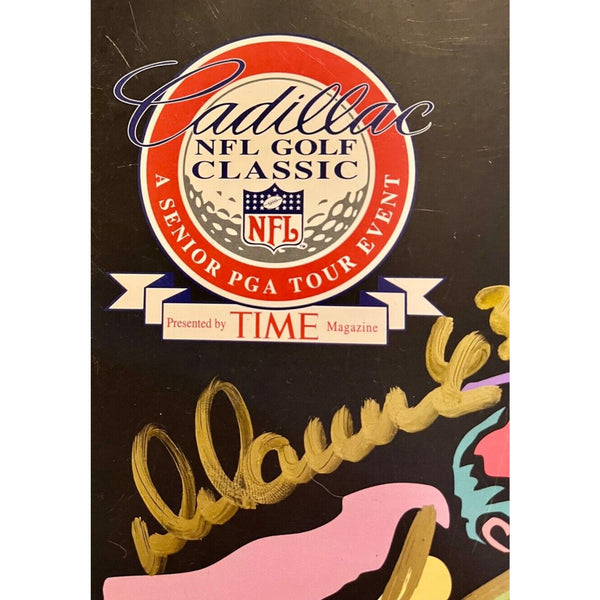 Cadillac
NFL GOLF
CLASSIC
NFL
A SENIOR PGA TOUR EVENT
Presented by TIME Magazine